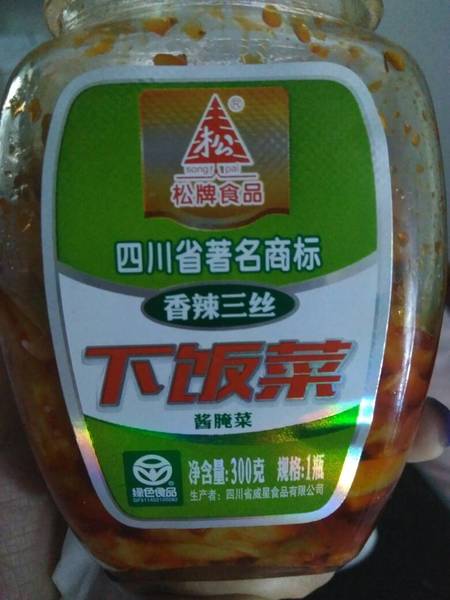 松
®
song pai
松牌食品
四川省著名商标
香辣三丝
下饭菜
酱腌菜
绿色食品
净含量:300克 规格:1瓶
生产者:四川省威星食品有限公司